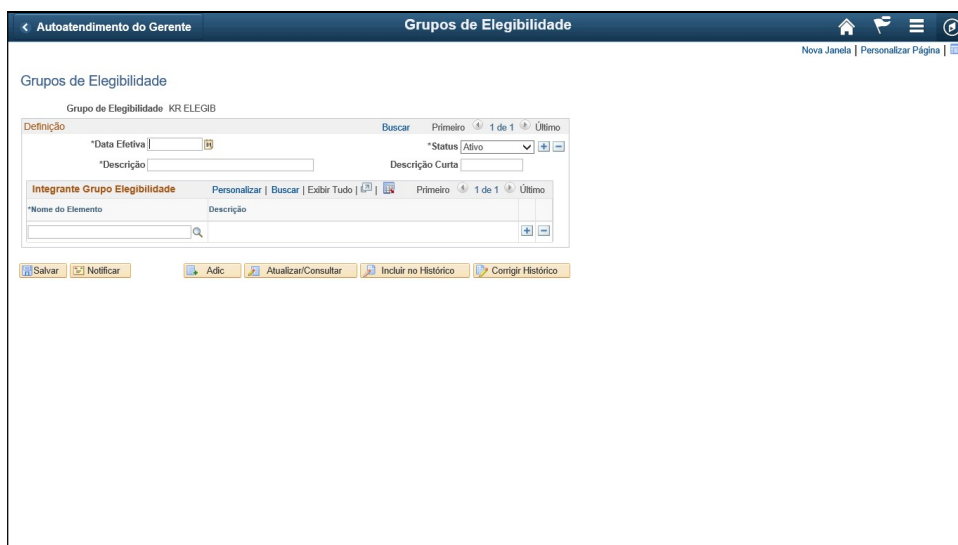 Autoatendimento do Gerente Grupos de Elegibilidade
Nova Janela | Personalizar Página |
Grupos de Elegibilidade
Grupo de Elegibilidade KR ELEGIB
Definição Buscar Primeiro 1 de 1 Último
*Data Efetiva *Status Ativo
*Descrição Descrição Curta
Integrante Grupo Elegibilidade Personalizar | Buscar | Exibir Tudo | | Primeiro 1 de 1 Último
*Nome do Elemento Descrição
Salvar Notificar Adic Atualizar/Consultar Incluir no Histórico Corrigir Histórico